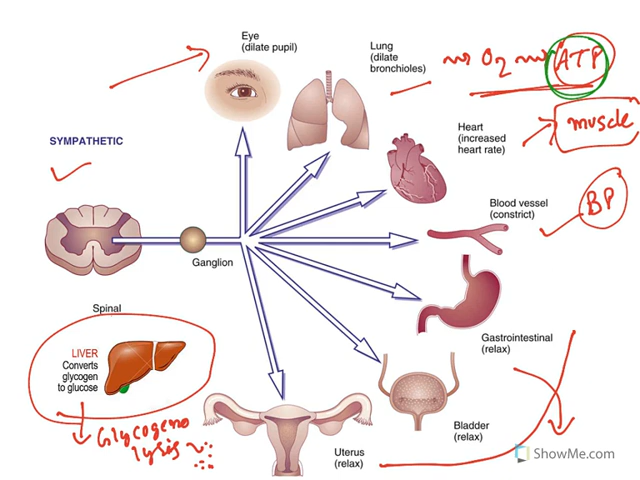 Eye
(dilate pupil)
Lung
(dilate
bronchioles)
O2
ATP
Heart
(increased
heart rate)
muscle
SYMPATHETIC
Blood vessel
(constrict)
BP
Ganglion
Spinal
Gastrointestinal
(relax)
LIVER
Converts
glycogen
to glucose
Bladder
(relax)
Glycogeno
lysis
Uterus
(relax)
ShowMe.com